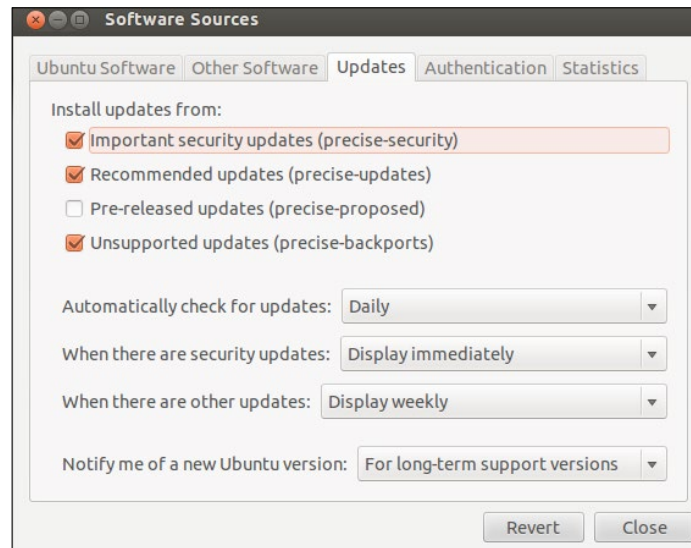 Software Sources
Ubuntu Software Other Software Updates Authentication Statistics
Install updates from:
Important security updates (precise-security)
Recommended updates (precise-updates)
Pre-released updates (precise-proposed)
Unsupported updates (precise-backports)
Automatically check for updates: Daily
When there are security updates: Display immediately
When there are other updates: Display weekly
Notify me of a new Ubuntu version: For long-term support versions
Revert Close